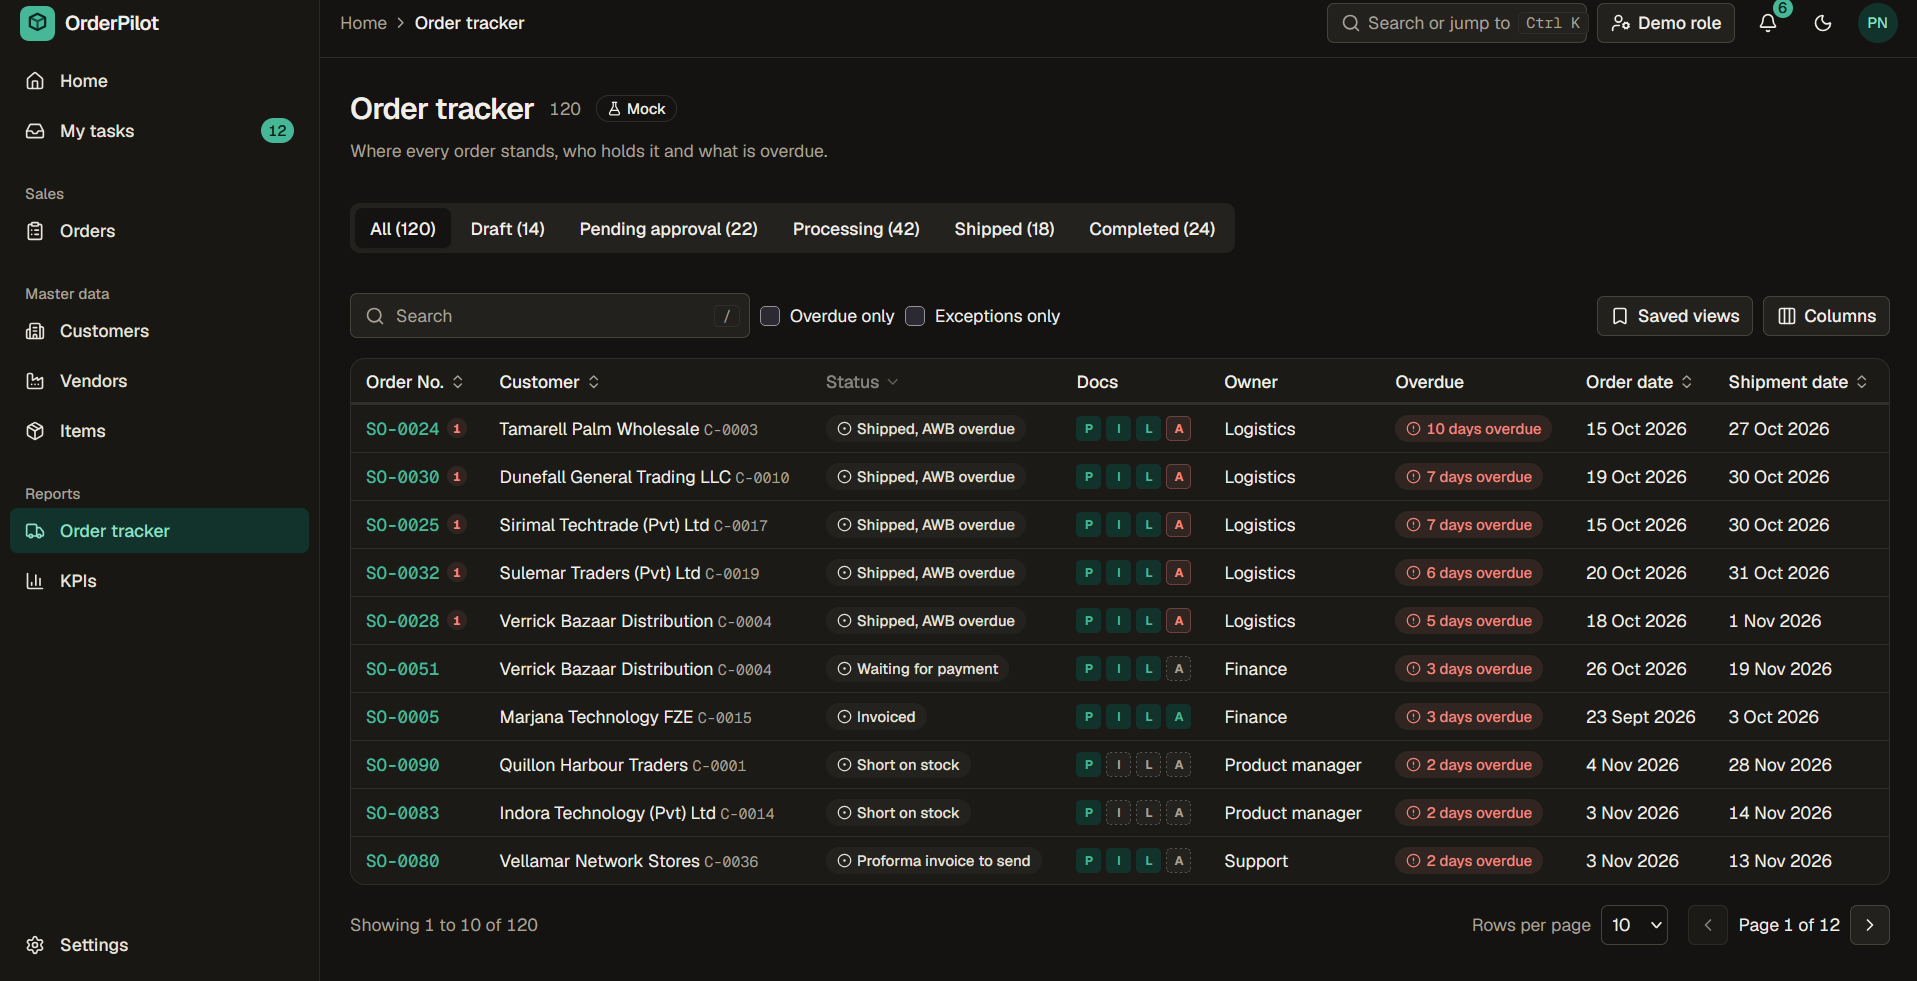 OrderPilot
Home > Order tracker
Search or jump to Ctrl K
Demo role
6
PN
Home
My tasks 12
Sales
Orders
Master data
Customers
Vendors
Items
Reports
Order tracker
KPIs
Settings
Order tracker 120 Mock
Where every order stands, who holds it and what is overdue.
All (120) Draft (14) Pending approval (22) Processing (42) Shipped (18) Completed (24)
Search / Overdue only Exceptions only Saved views Columns
Order No. Customer Status Docs Owner Overdue Order date Shipment date
SO-0024 1 Tamarell Palm Wholesale C-0003 Shipped, AWB overdue P I L A Logistics 10 days overdue 15 Oct 2026 27 Oct 2026
SO-0030 1 Dunefall General Trading LLC C-0010 Shipped, AWB overdue P I L A Logistics 7 days overdue 19 Oct 2026 30 Oct 2026
SO-0025 1 Sirimal Techtrade (Pvt) Ltd C-0017 Shipped, AWB overdue P I L A Logistics 7 days overdue 15 Oct 2026 30 Oct 2026
SO-0032 1 Sulemar Traders (Pvt) Ltd C-0019 Shipped, AWB overdue P I L A Logistics 6 days overdue 20 Oct 2026 31 Oct 2026
SO-0028 1 Verrick Bazaar Distribution C-0004 Shipped, AWB overdue P I L A Logistics 5 days overdue 18 Oct 2026 1 Nov 2026
SO-0051 Verrick Bazaar Distribution C-0004 Waiting for payment P I L A Finance 3 days overdue 26 Oct 2026 19 Nov 2026
SO-0005 Marjana Technology FZE C-0015 Invoiced P I L A Finance 3 days overdue 23 Sept 2026 3 Oct 2026
SO-0090 Quillon Harbour Traders C-0001 Short on stock P I L A Product manager 2 days overdue 4 Nov 2026 28 Nov 2026
SO-0083 Indora Technology (Pvt) Ltd C-0014 Short on stock P I L A Product manager 2 days overdue 3 Nov 2026 14 Nov 2026
SO-0080 Vellamar Network Stores C-0036 Proforma invoice to send P I L A Support 2 days overdue 3 Nov 2026 13 Nov 2026
Showing 1 to 10 of 120
Rows per page 10 Page 1 of 12